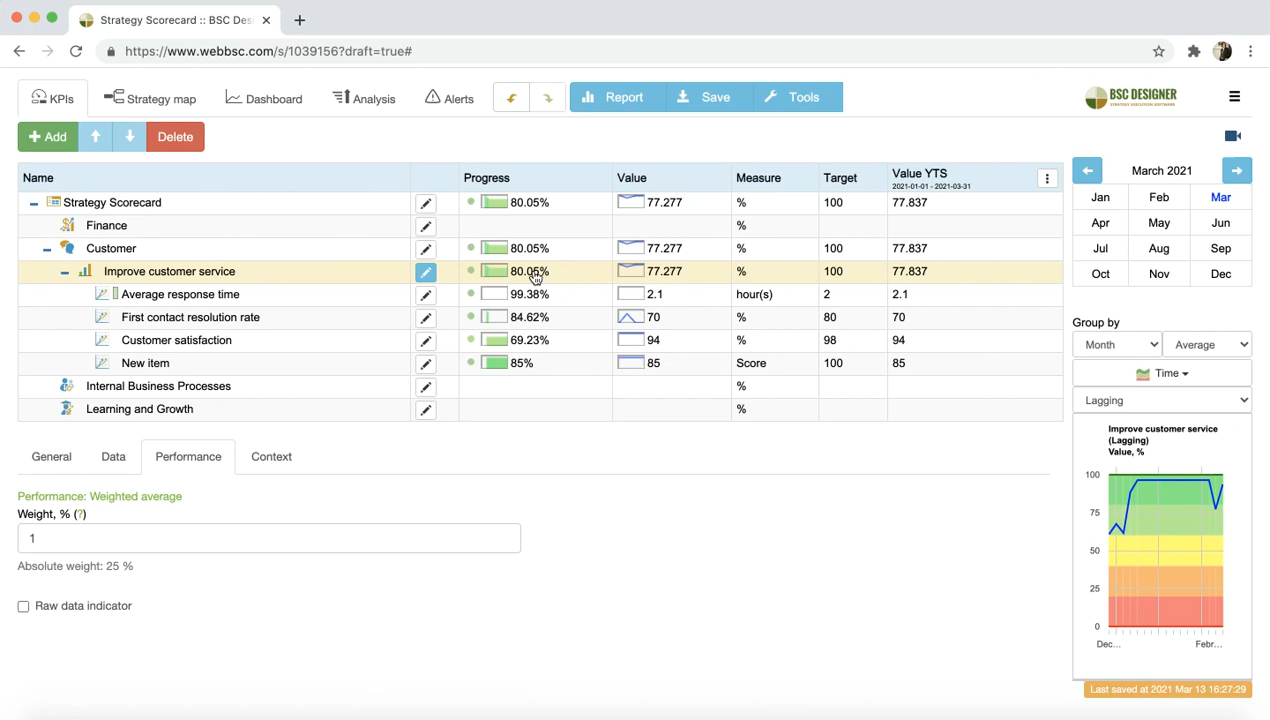 Strategy Scorecard :: BSC Des
https://www.webbsc.com/s/1039156?draft=true#
KPIs Strategy map Dashboard Analysis Alerts Report Save Tools BSC DESIGNER
STRATEGY EXECUTION SOFTWARE
+ Add Delete
Name Progress Value Measure Target Value YTS
2021-01-01 - 2021-03-31
Strategy Scorecard 80.05% 77.277 % 100 77.837
Finance %
Customer 80.05% 77.277 % 100 77.837
Improve customer service 80.05% 77.277 % 100 77.837
Average response time 99.38% 2.1 hour(s) 2 2.1
First contact resolution rate 84.62% 70 % 80 70
Customer satisfaction 69.23% 94 % 98 94
New item 85% 85 Score 100 85
Internal Business Processes %
Learning and Growth %
March 2021
Jan Feb Mar
Apr May Jun
Jul Aug Sep
Oct Nov Dec
Group by
Month Average
Time
Lagging
Improve customer service
(Lagging)
Value, %
100
75
50
25
0
Dec... Febr...
Last saved at 2021 Mar 13 16:27:29
General Data Performance Context
Performance: Weighted average
Weight, % (?)
1
Absolute weight: 25 %
Raw data indicator